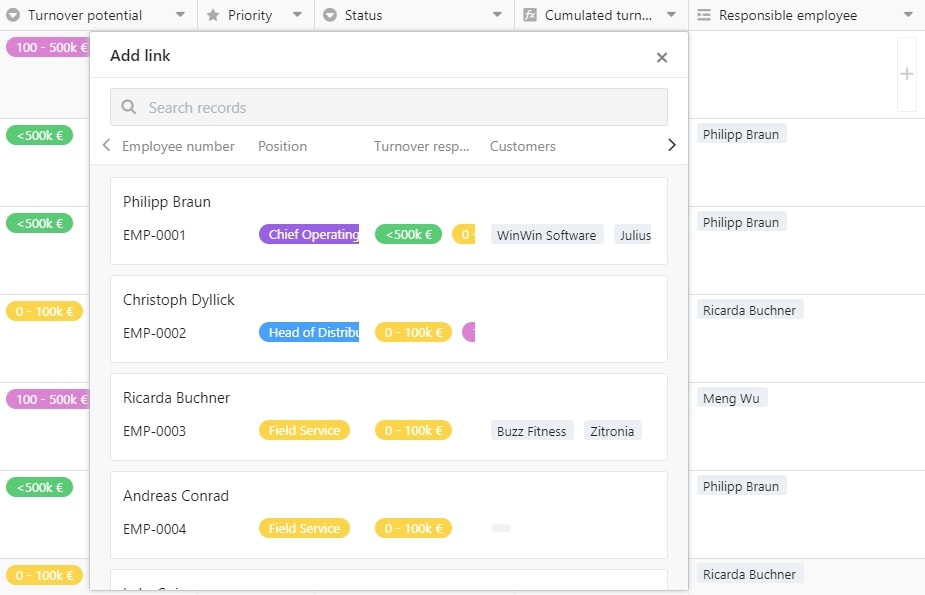 Turnover potential Priority Status Cumulated turn... Responsible employee
100 - 500k €
Add link
Search records
Employee number Position Turnover resp... Customers
<500k € Philipp Braun
Philipp Braun
EMP-0001 Chief Operating <500k € 0 WinWin Software Julius
<500k € Philipp Braun
Christoph Dyllick
0 - 100k € Ricarda Buchner
EMP-0002 Head of Distribu 0 - 100k €
Ricarda Buchner
100 - 500k € Meng Wu
EMP-0003 Field Service 0 - 100k € Buzz Fitness Zitronia
<500k € Philipp Braun
Andreas Conrad
EMP-0004 Field Service 0 - 100k €
0 - 100k € Ricarda Buchner